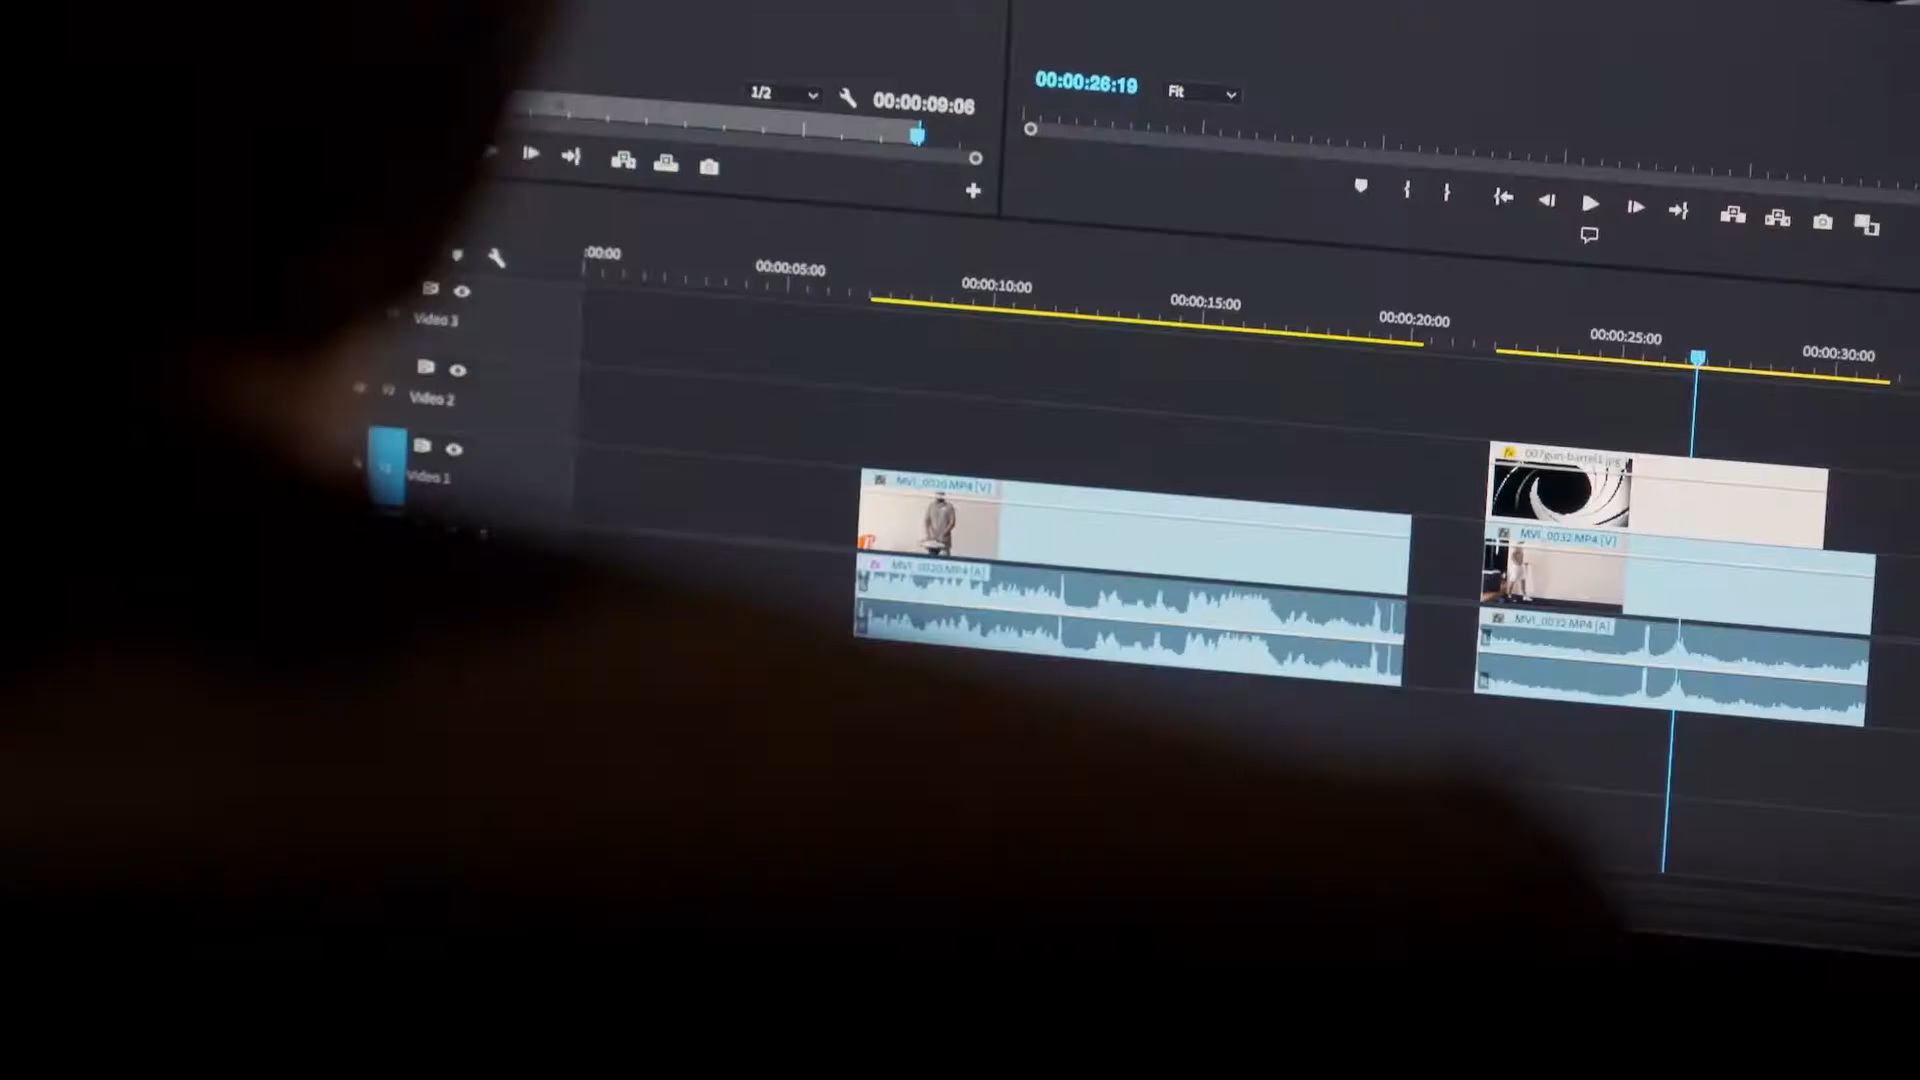 1/2
00:00:09:06
00:00:26:19
Fit
:00:00
00:00:05:00
00:00:10:00
00:00:15:00
00:00:20:00
00:00:25:00
00:00:30:00
Video 3
V2
Video 2
Video 1
007gun-barrel1.jpg
MVI_0020.MP4 [V]
MVI_0032.MP4 [V]
MVI_0020.MP4 [A]
MVI_0032.MP4 [A]